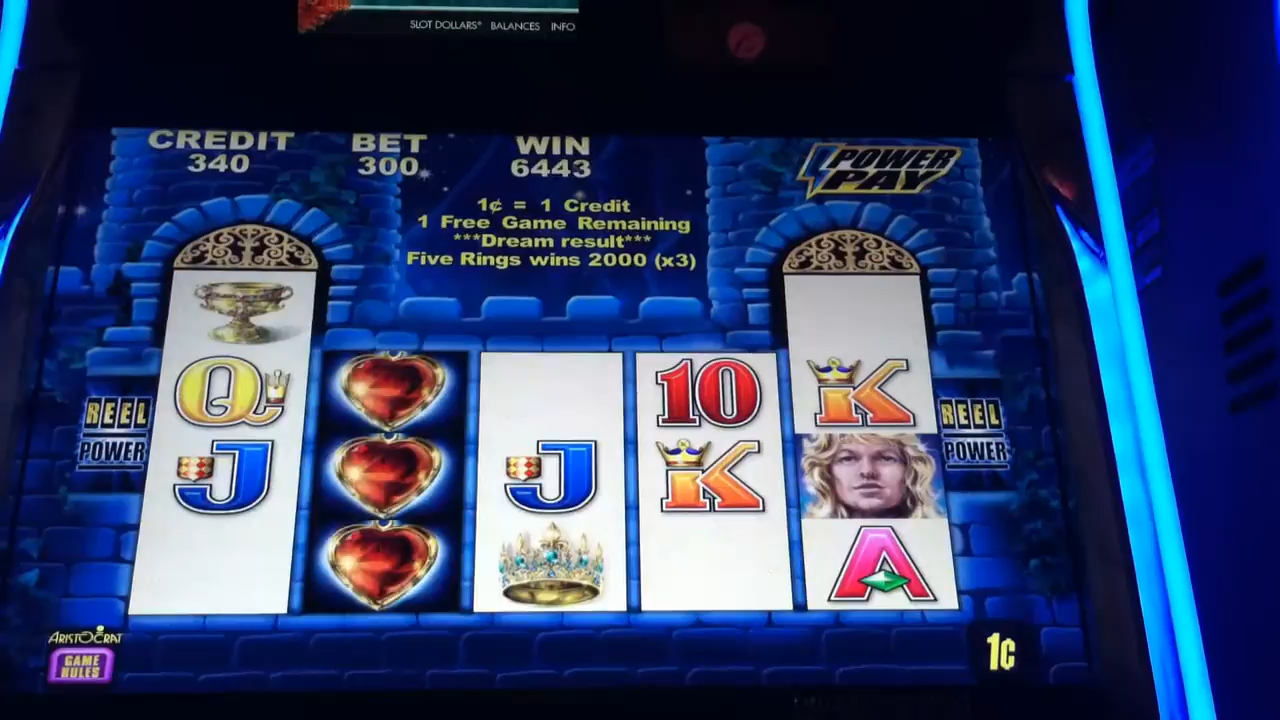 SLOT DOLLARS® BALANCES INFO
CREDIT BET WIN
340 300 6443
POWER
PAY
1¢ = 1 Credit
1 Free Game Remaining
***Dream result***
Five Rings wins 2000 (x3)
Q 10 K
REEL POWER
J J K
REEL POWER
A
ARISTOCRAT
GAME
RULES
1¢